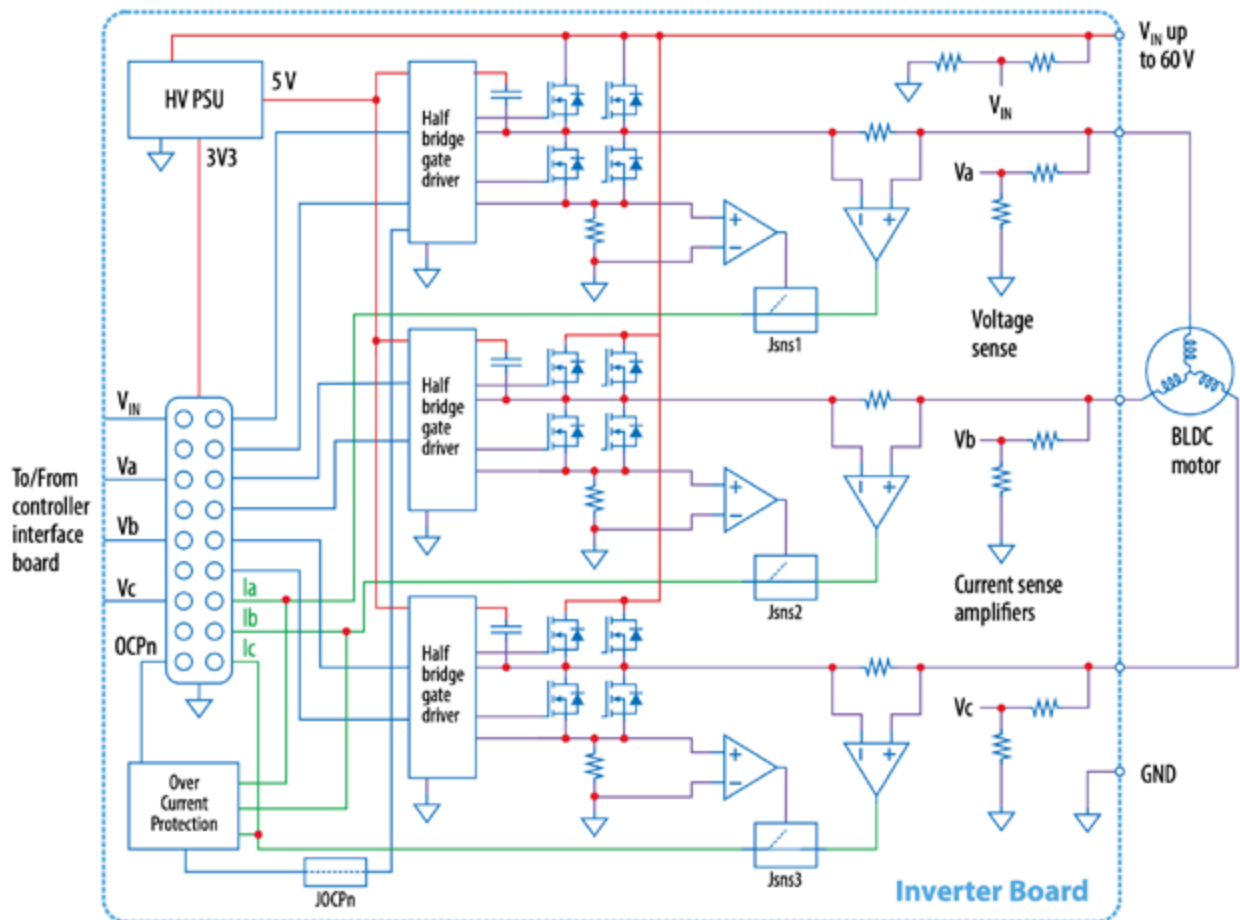 V_IN up
to 60 V
HV PSU
5 V
3V3
Half
bridge
gate
driver
V_IN
Va
+
−
−
+
Voltage
sense
Jsns1
Half
bridge
gate
driver
Vb
+
−
−
+
BLDC
motor
Current sense
amplifiers
Jsns2
To/From
controller
interface
board
V_IN
Va
Vb
Vc
OCPn
Ia
Ib
Ic
Half
bridge
gate
driver
Vc
+
−
−
+
GND
Jsns3
Over
Current
Protection
JOCPn
Inverter Board